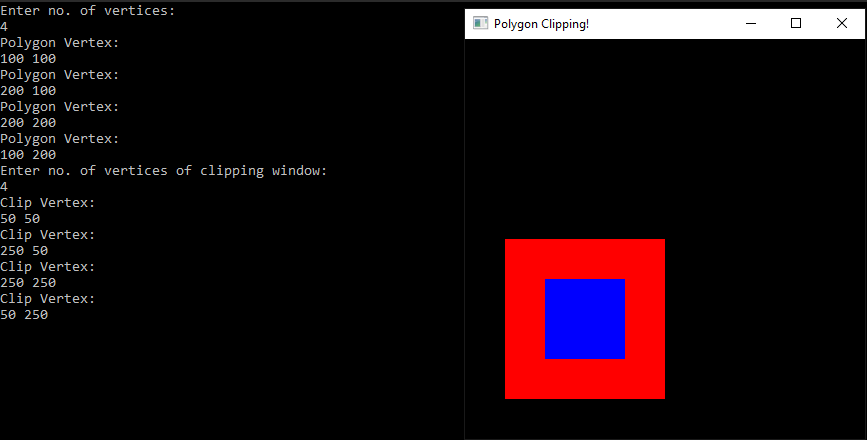 Enter no. of vertices:
4
Polygon Vertex:
100 100
Polygon Vertex:
200 100
Polygon Vertex:
200 200
Polygon Vertex:
100 200
Enter no. of vertices of clipping window:
4
Clip Vertex:
50 50
Clip Vertex:
250 50
Clip Vertex:
250 250
Clip Vertex:
50 250
Polygon Clipping!